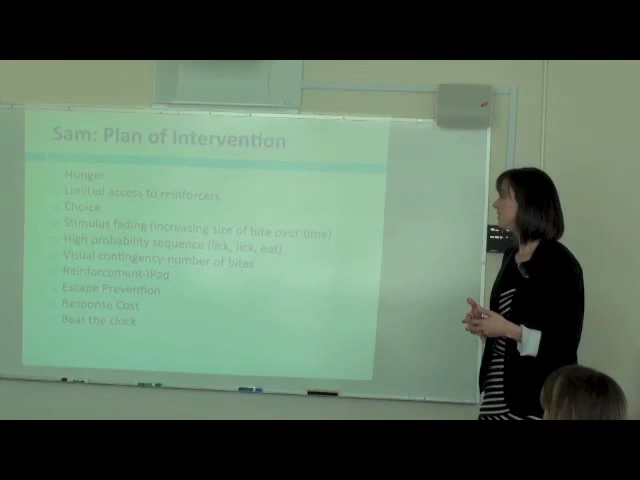 Sam: Plan of Intervention
Hunger
Limited access to reinforcers
Choice
Stimulus fading (increasing size of bite over time)
High probability sequence (lick, lick, eat)
Visual contingency-number of bites
Reinforcement-iPad
Escape Prevention
Response Cost
Beat the clock